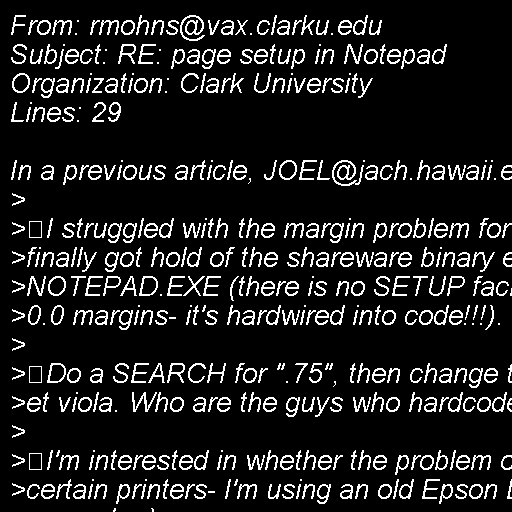 From: rmohns@vax.clarku.edu
Subject: RE: page setup in Notepad
Organization: Clark University
Lines: 29

In a previous article, JOEL@jach.hawaii.e
>
>□I struggled with the margin problem for
>finally got hold of the shareware binary e
>NOTEPAD.EXE (there is no SETUP faci
>0.0 margins- it's hardwired into code!!!).
>
>□Do a SEARCH for ".75", then change t
>et viola. Who are the guys who hardcode
>
>□I'm interested in whether the problem o
>certain printers- I'm using an old Epson